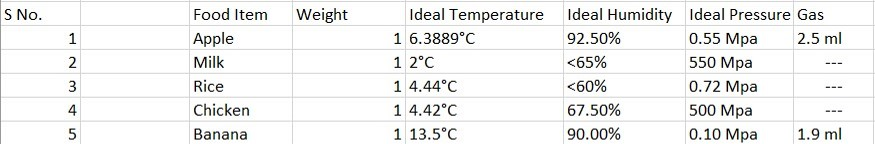 S No. Food Item Weight Ideal Temperature Ideal Humidity Ideal Pressure Gas
1 Apple 1 6.3889°C 92.50% 0.55 Mpa 2.5 ml
2 Milk 1 2°C <65% 550 Mpa ---
3 Rice 1 4.44°C <60% 0.72 Mpa ---
4 Chicken 1 4.42°C 67.50% 500 Mpa ---
5 Banana 1 13.5°C 90.00% 0.10 Mpa 1.9 ml